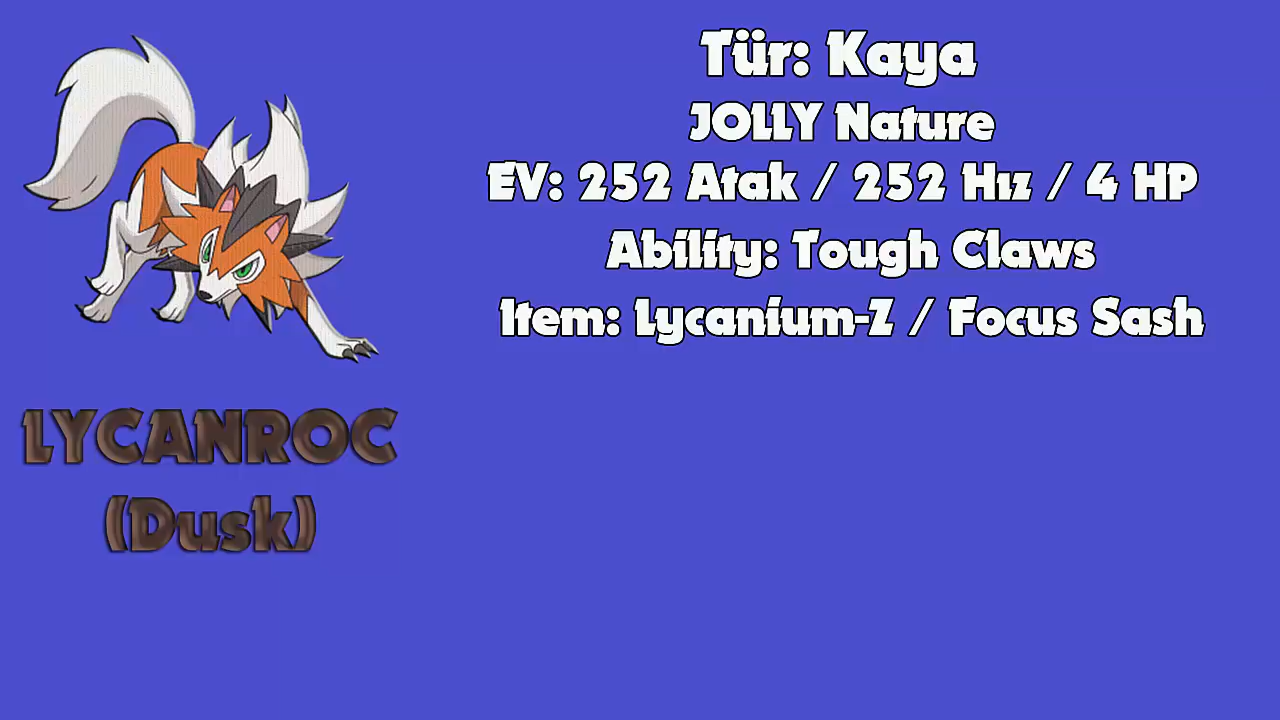 Tür: Kaya
JOLLY Nature
EV: 252 Atak / 252 Hız / 4 HP
Ability: Tough Claws
Item: Lycanium-Z / Focus Sash
LYCANROC
(Dusk)